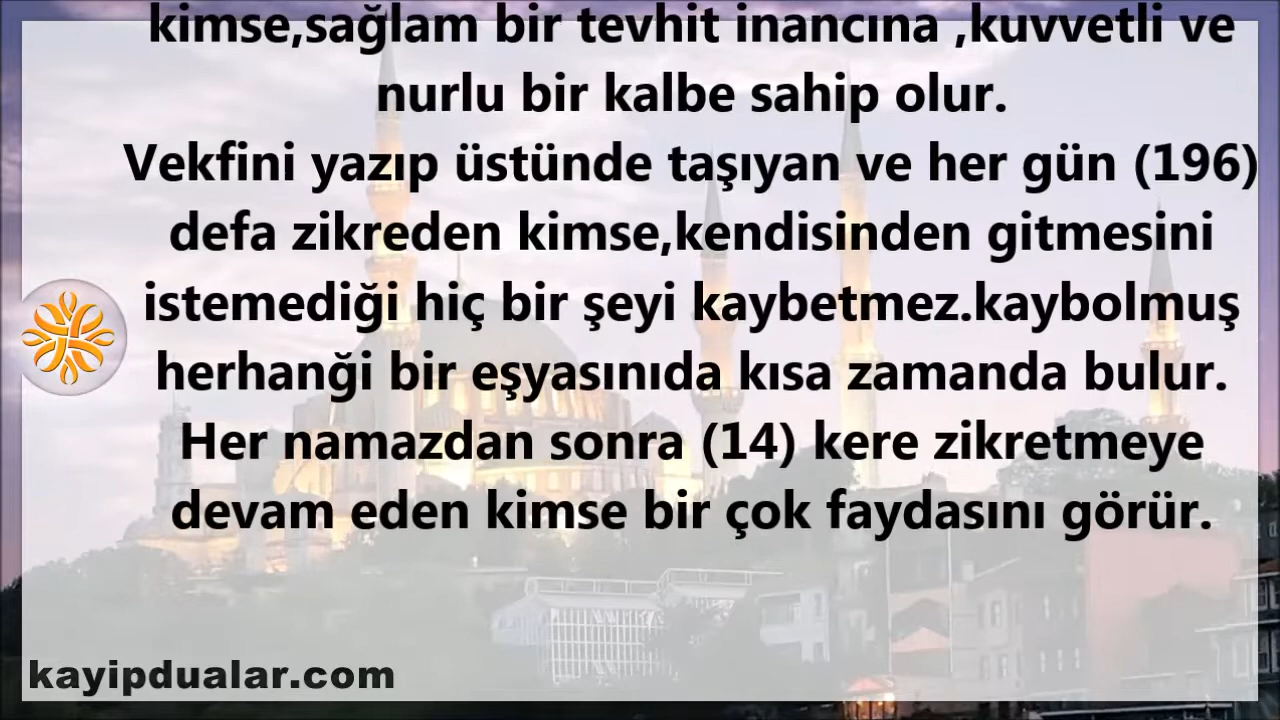 kimse,sağlam bir tevhit inancına ,kuvvetli ve
nurlu bir kalbe sahip olur.
Vekfini yazıp üstünde taşıyan ve her gün (196)
defa zikreden kimse,kendisinden gitmesini
istemediği hiç bir şeyi kaybetmez.kaybolmuş
herhanği bir eşyasınıda kısa zamanda bulur.
Her namazdan sonra (14) kere zikretmeye
devam eden kimse bir çok faydasını görür.
kayipdualar.com